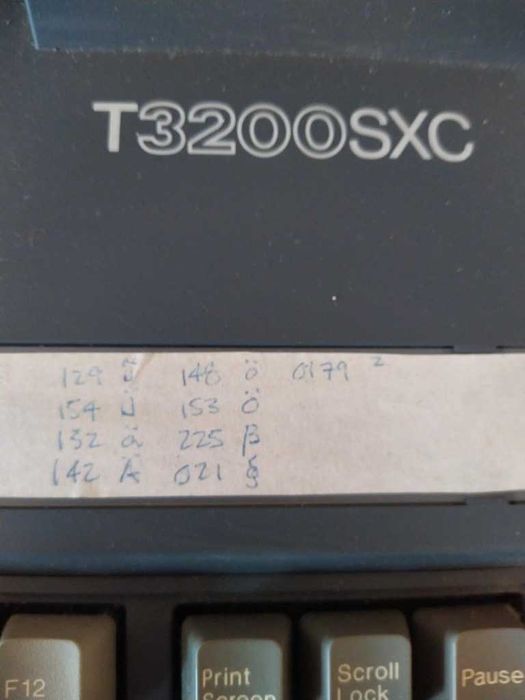 T3200SXC
129 ü 148 ö 0179 ²
154 Ü 153 Ö
132 ä 225 β
142 Ä 021 §
F12
Print Screen
Scroll Lock
Pause